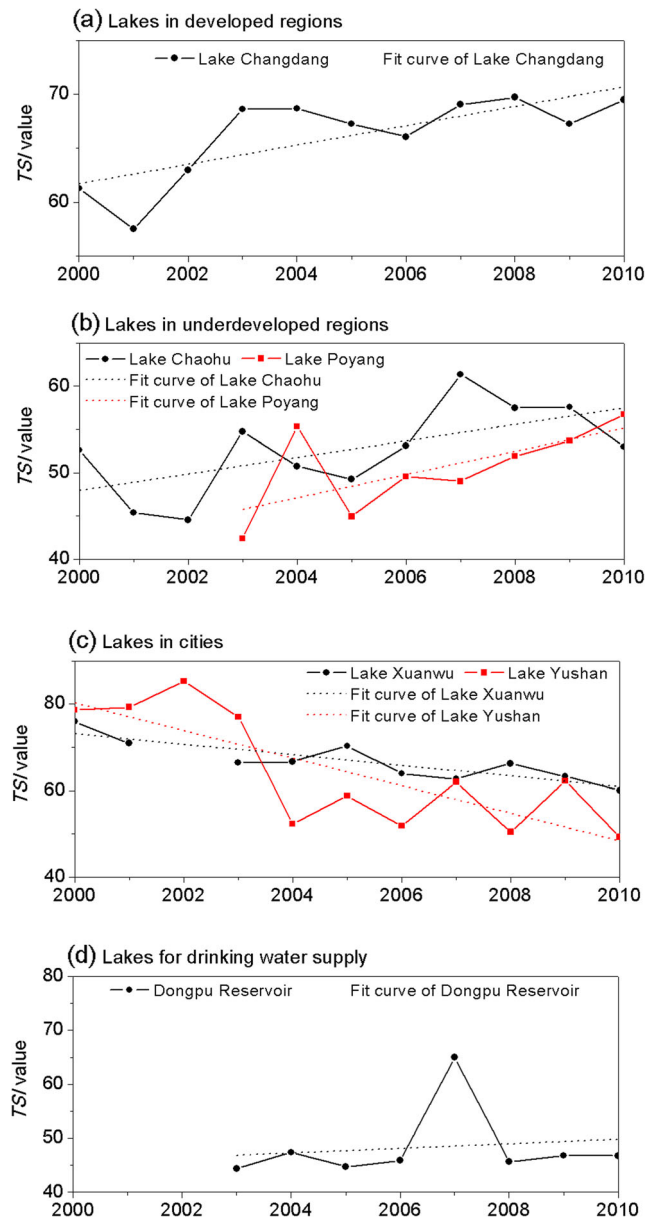 (a) Lakes in developed regions
Lake Changdang Fit curve of Lake Changdang
70
60
TSI value
2000 2002 2004 2006 2008 2010
(b) Lakes in underdeveloped regions
Lake Chaohu Lake Poyang
Fit curve of Lake Chaohu
Fit curve of Lake Poyang
60
50
40
TSI value
2000 2002 2004 2006 2008 2010
(c) Lakes in cities
Lake Xuanwu Lake Yushan
Fit curve of Lake Xuanwu
Fit curve of Lake Yushan
80
60
40
TSI value
2000 2002 2004 2006 2008 2010
(d) Lakes for drinking water supply
Dongpu Reservoir Fit curve of Dongpu Reservoir
80
70
60
50
40
TSI value
2000 2002 2004 2006 2008 2010